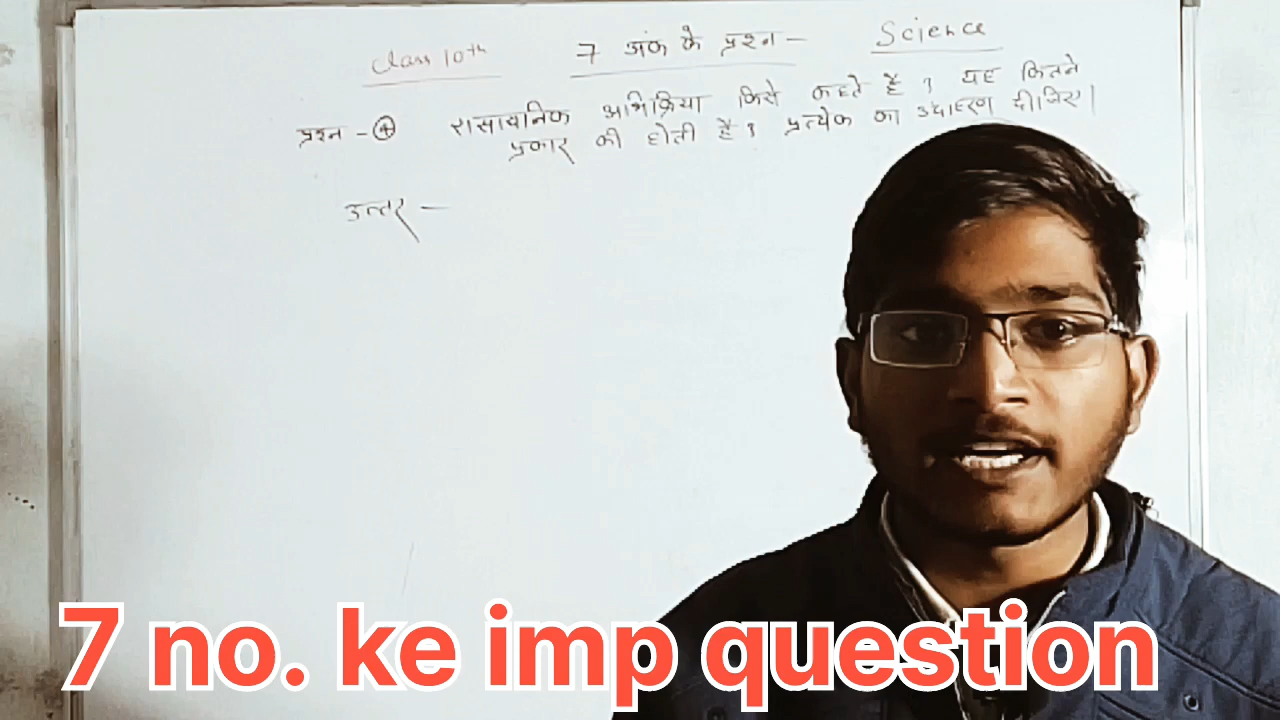 class 10th 7 अंक के प्रश्न - Science
प्रश्न - 4 रासायनिक अभिक्रिया किसे कहते है ? यह कितने
प्रकार की होती है ? प्रत्येक का उदाहरण दीजिए।
उत्तर -
7 no. ke imp question